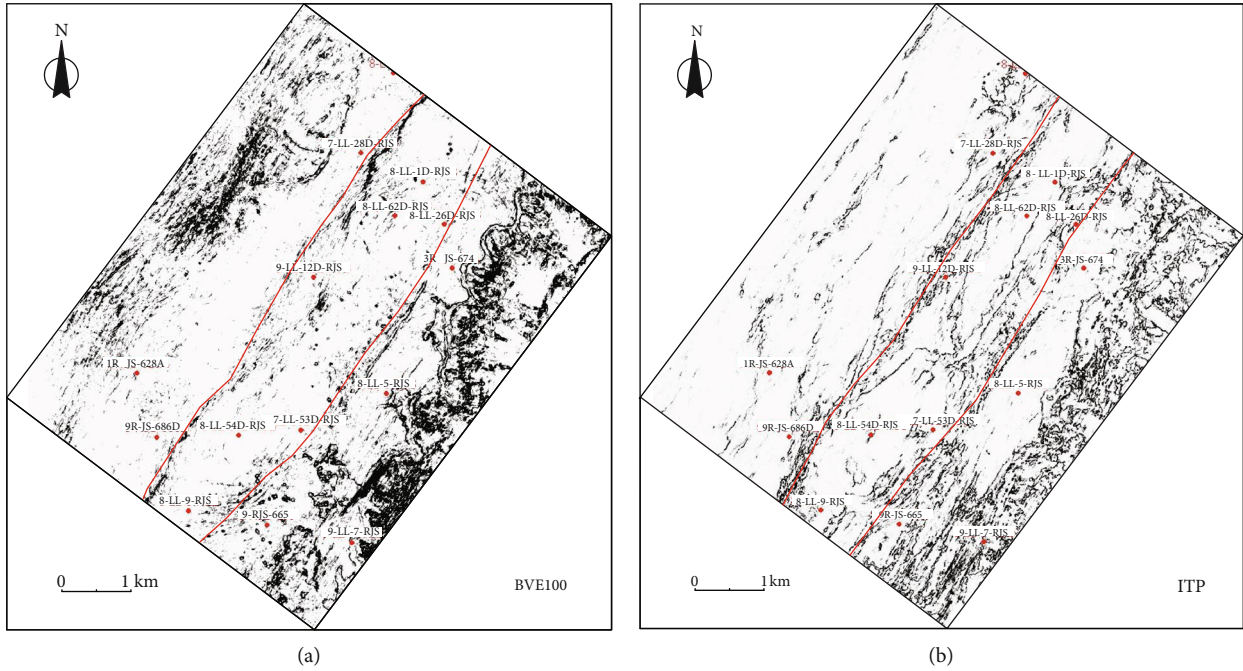 N
7-LL-28D-RJS
8-LL-1D-RJS
8-LL-62D-RJS
8-LL-26D-RJS
3R JS-674
9-LL-12D-RJS
1R JS-628A
8-LL-5-RJS
9R-JS-686D
8-LL-54D-RJS
7-LL-53D-RJS
8-LL-9-RJS
9-RJS-665
9-LL-7-RJS
0 1 km
BVE100
(a)
N
7-LL-28D-RJS
8- LL-1D-RJS
8-LL-62D-RJS
8-LL-26D-RJS
3R-JS-674
9-LL-12D-RJS
1R-JS-628A
8-LL-5-RJS
9R-JS-686D
8-LL-54D-RJS
7-LL-53D-RJS
8-LL-9-RJS
9R-JS-665
9-LL-7-RJS
0 1 km
ITP
(b)